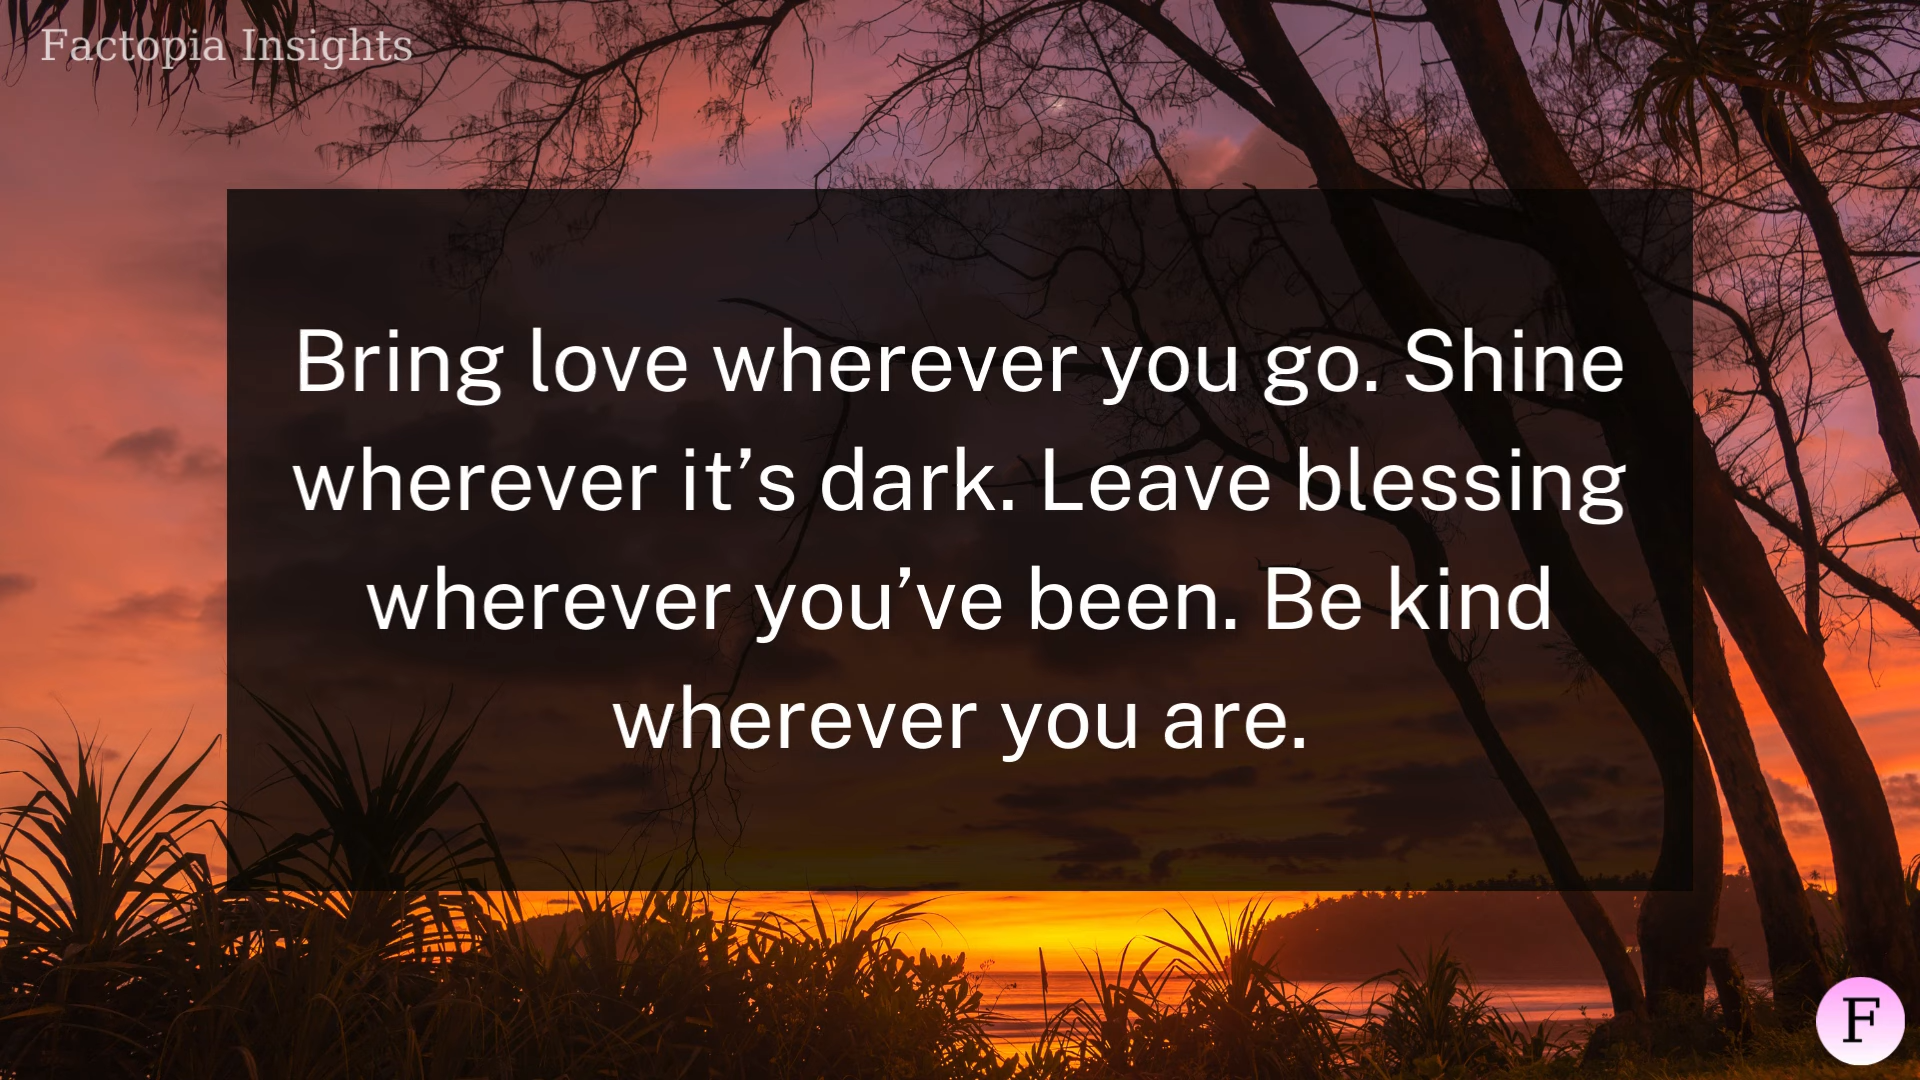 Factopia Insights
Bring love wherever you go. Shine
wherever it’s dark. Leave blessing
wherever you’ve been. Be kind
wherever you are.
F